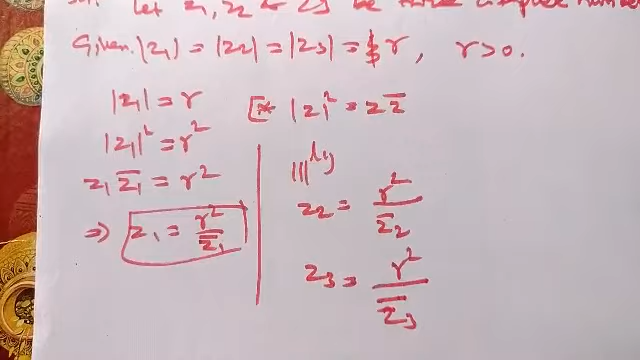 Let z₁, z₂ & z3 be three complex number
Given. |z₁| = |z2| = |z3| = r, r>0.
|z₁| = r [* |z|² = z z̄
|z₁|² = r²
z₁ z̄₁ = r²
⇒ z₁ = r²/z̄₁
|||ly
z₂ = r²/z̄₂
z₃ = r²/z̄₃